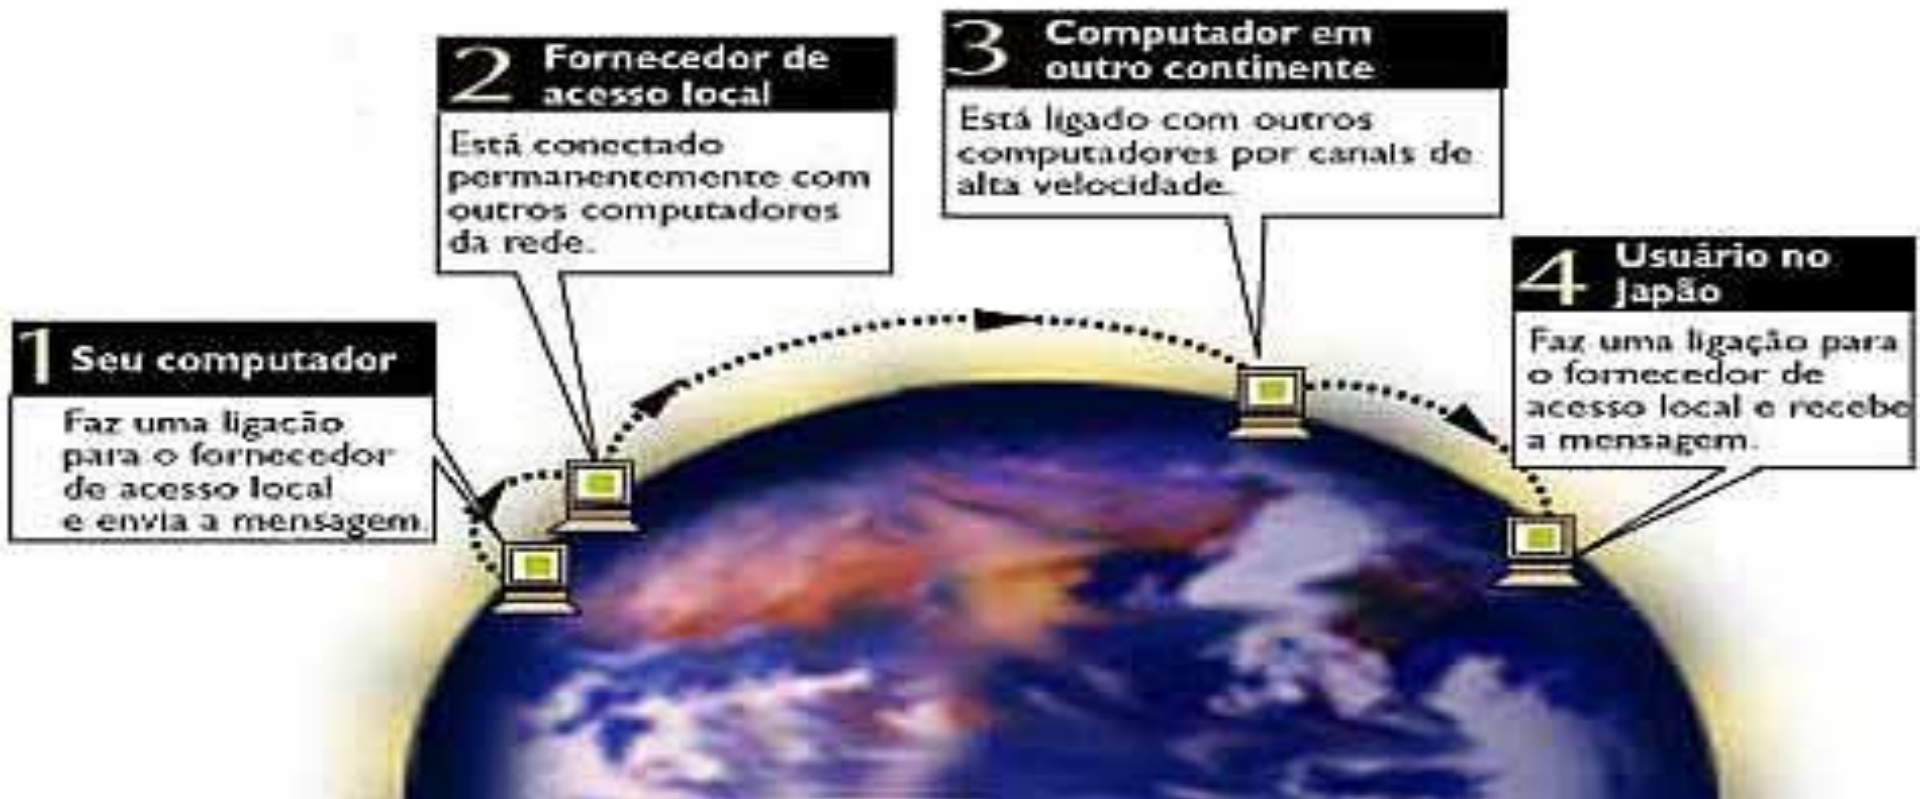 1 Seu computador
Faz uma ligação
para o fornecedor
de acesso local
e envia a mensagem.
2 Fornecedor de
acesso local
Está conectado
permanentemente com
outros computadores
da rede.
3 Computador em
outro continente
Está ligado com outros
computadores por canais de
alta velocidade.
4 Usuário no
Japão
Faz uma ligação para
o fornecedor de
acesso local e recebe
a mensagem.